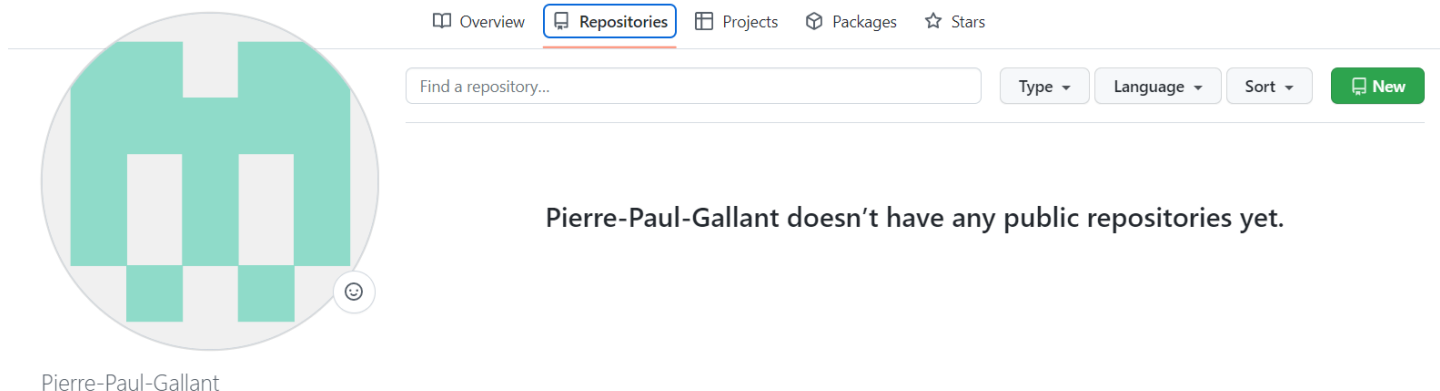 Overview Repositories Projects Packages Stars
Find a repository... Type Language Sort New
Pierre-Paul-Gallant doesn’t have any public repositories yet.
Pierre-Paul-Gallant